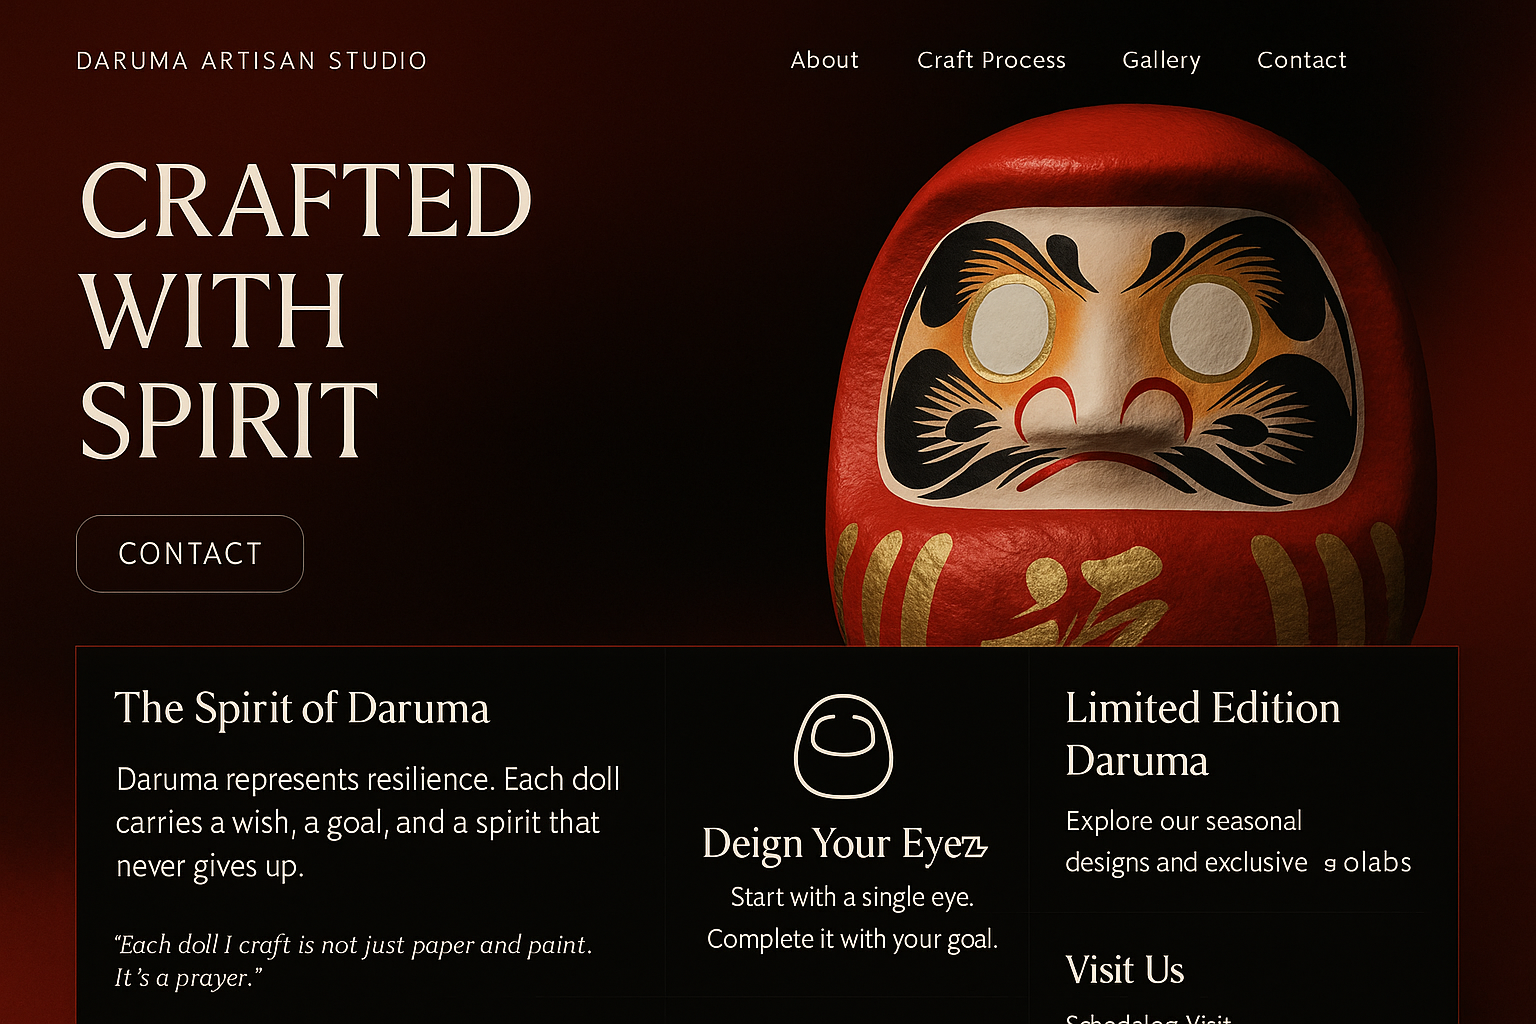 DARUMA ARTISAN STUDIO
About Craft Process Gallery Contact
CRAFTED
WITH
SPIRIT
CONTACT
The Spirit of Daruma
Daruma represents resilience. Each doll
carries a wish, a goal, and a spirit that
never gives up.
“Each doll I craft is not just paper and paint.
It’s a prayer.”
Deign Your
Start with a single eye.
Complete it with your goal.
Limited Edition
Daruma
Explore our seasonal
designs and exclusive olabs
Visit Us